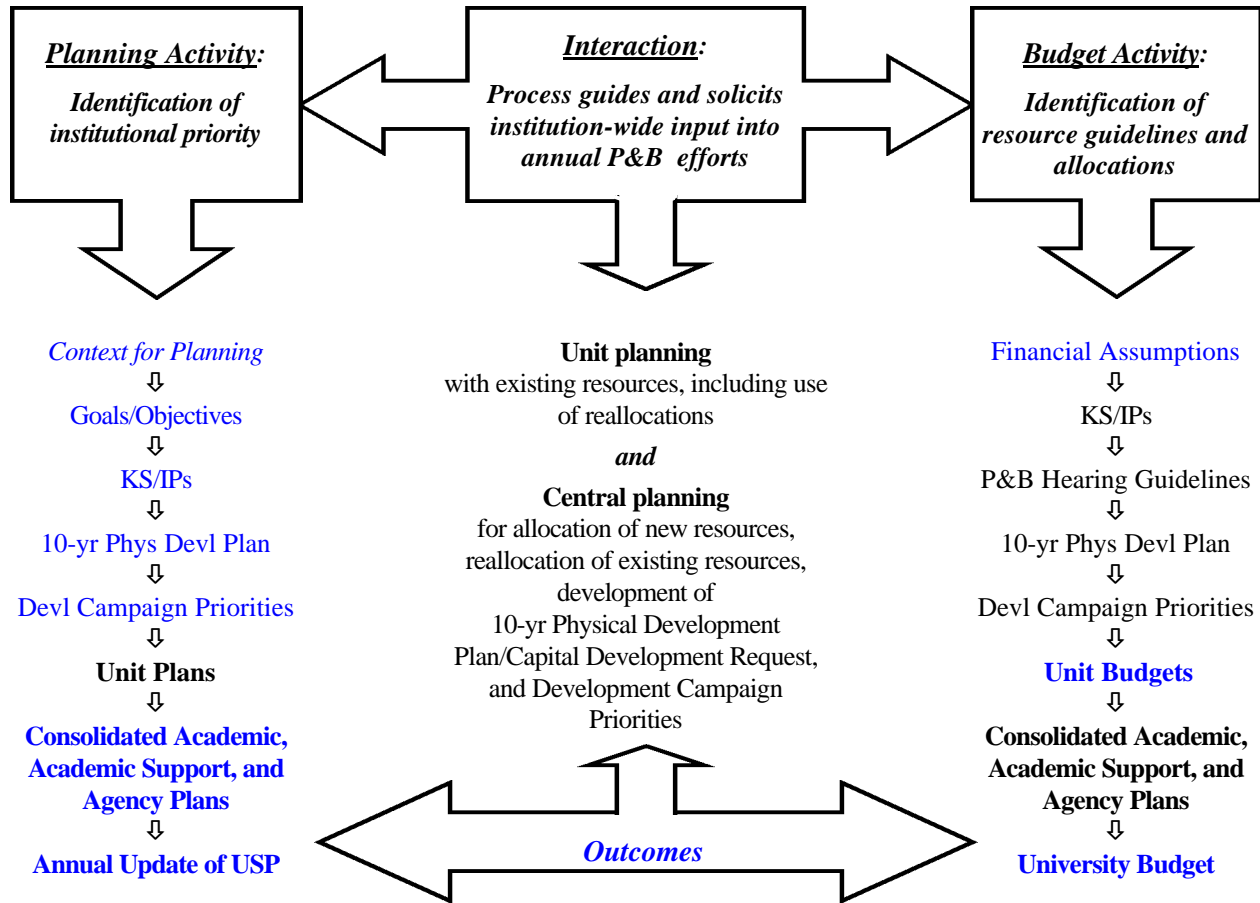 Planning Activity:
Identification of
institutional priority
Interaction:
Process guides and solicits
institution-wide input into
annual P&B efforts
Budget Activity:
Identification of
resource guidelines and
allocations
Context for Planning
⇩
Goals/Objectives
⇩
KS/IPs
⇩
10-yr Phys Devl Plan
⇩
Devl Campaign Priorities
⇩
Unit Plans
⇩
Consolidated Academic,
Academic Support, and
Agency Plans
⇩
Annual Update of USP
Unit planning
with existing resources, including use
of reallocations
and
Central planning
for allocation of new resources,
reallocation of existing resources,
development of
10-yr Physical Development
Plan/Capital Development Request,
and Development Campaign
Priorities
Outcomes
Financial Assumptions
⇩
KS/IPs
⇩
P&B Hearing Guidelines
⇩
10-yr Phys Devl Plan
⇩
Devl Campaign Priorities
⇩
Unit Budgets
⇩
Consolidated Academic,
Academic Support, and
Agency Plans
⇩
University Budget